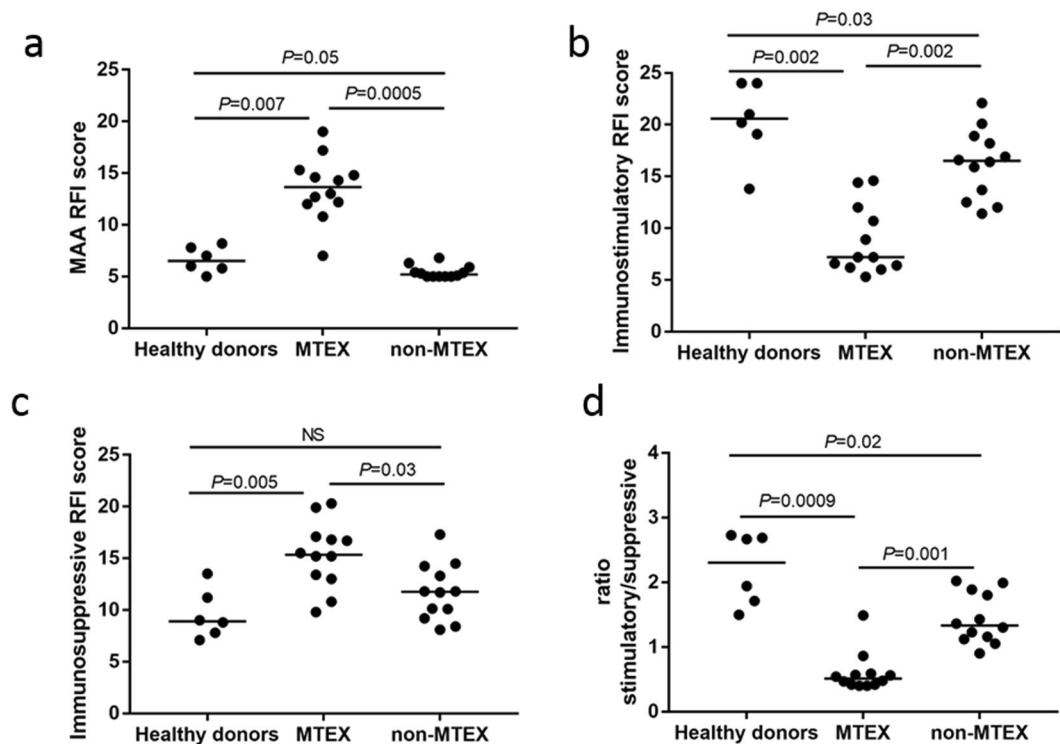 a
P=0.05
P=0.007
P=0.0005
MAA RFI score
25
20
15
10
5
0
Healthy donors MTEX non-MTEX
b
P=0.03
P=0.002
P=0.002
Immunostimulatory RFI score
25
20
15
10
5
0
Healthy donors MTEX non-MTEX
c
NS
P=0.005
P=0.03
Immunosuppressive RFI score
25
20
15
10
5
0
Healthy donors MTEX non-MTEX
d
P=0.02
P=0.0009
P=0.001
ratio
stimulatory/suppressive
4
3
2
1
0
Healthy donors MTEX non-MTEX